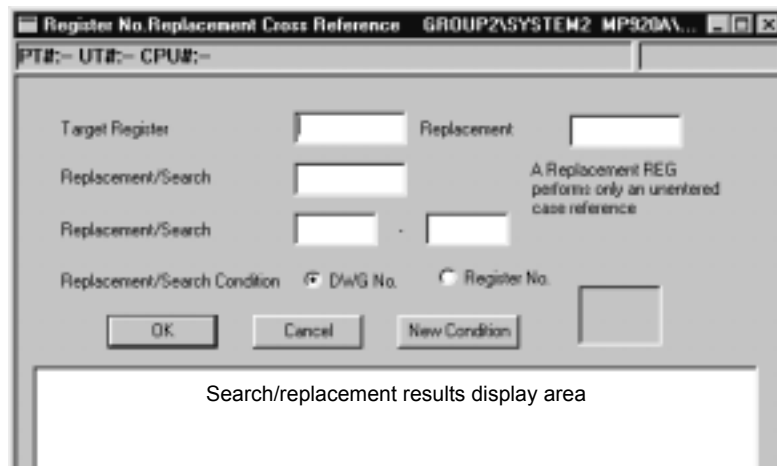 Register No.Replacement Cross Reference GROUP2\SYSTEM2 MP920A\...
PT#:– UT#:– CPU#:–
Target Register
Replacement
Replacement/Search
A Replacement REG
performs only an unentered
case reference
Replacement/Search
-
Replacement/Search Condition
DWG No.
Register No.
OK
Cancel
New Condition
Search/replacement results display area